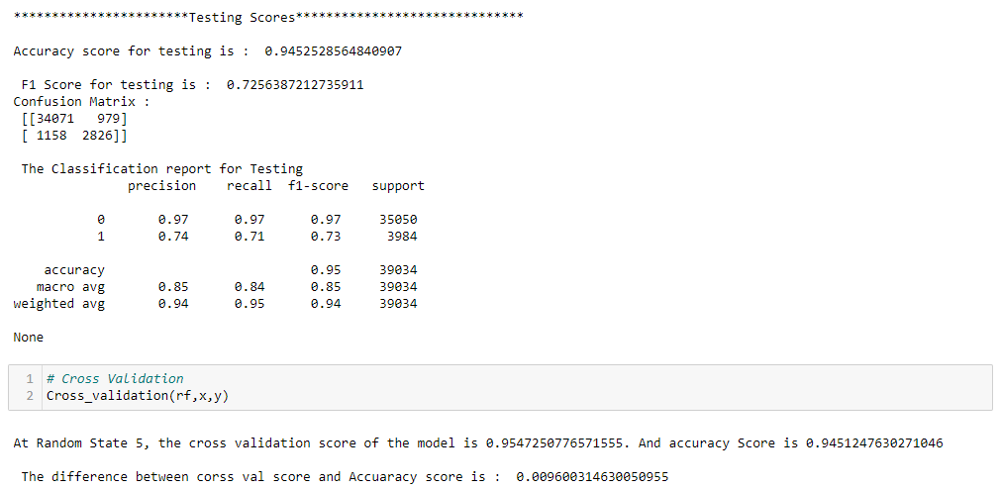 ***********************Testing Scores******************************
Accuracy score for testing is :  0.9452528564840907
F1 Score for testing is :  0.7256387212735911
Confusion Matrix :
[[34071   979]
[ 1158  2826]]
The Classification report for Testing
precision    recall  f1-score   support
0       0.97      0.97      0.97     35050
1       0.74      0.71      0.73      3984
accuracy                           0.95     39034
macro avg       0.85      0.84      0.85     39034
weighted avg       0.94      0.95      0.94     39034
None
1 # Cross Validation
2 Cross_validation(rf,x,y)
At Random State 5, the cross validation score of the model is 0.9547250776571555. And accuracy Score is 0.9451247630271046
The difference between corss val score and Accuaracy score is :  0.009600314630050955